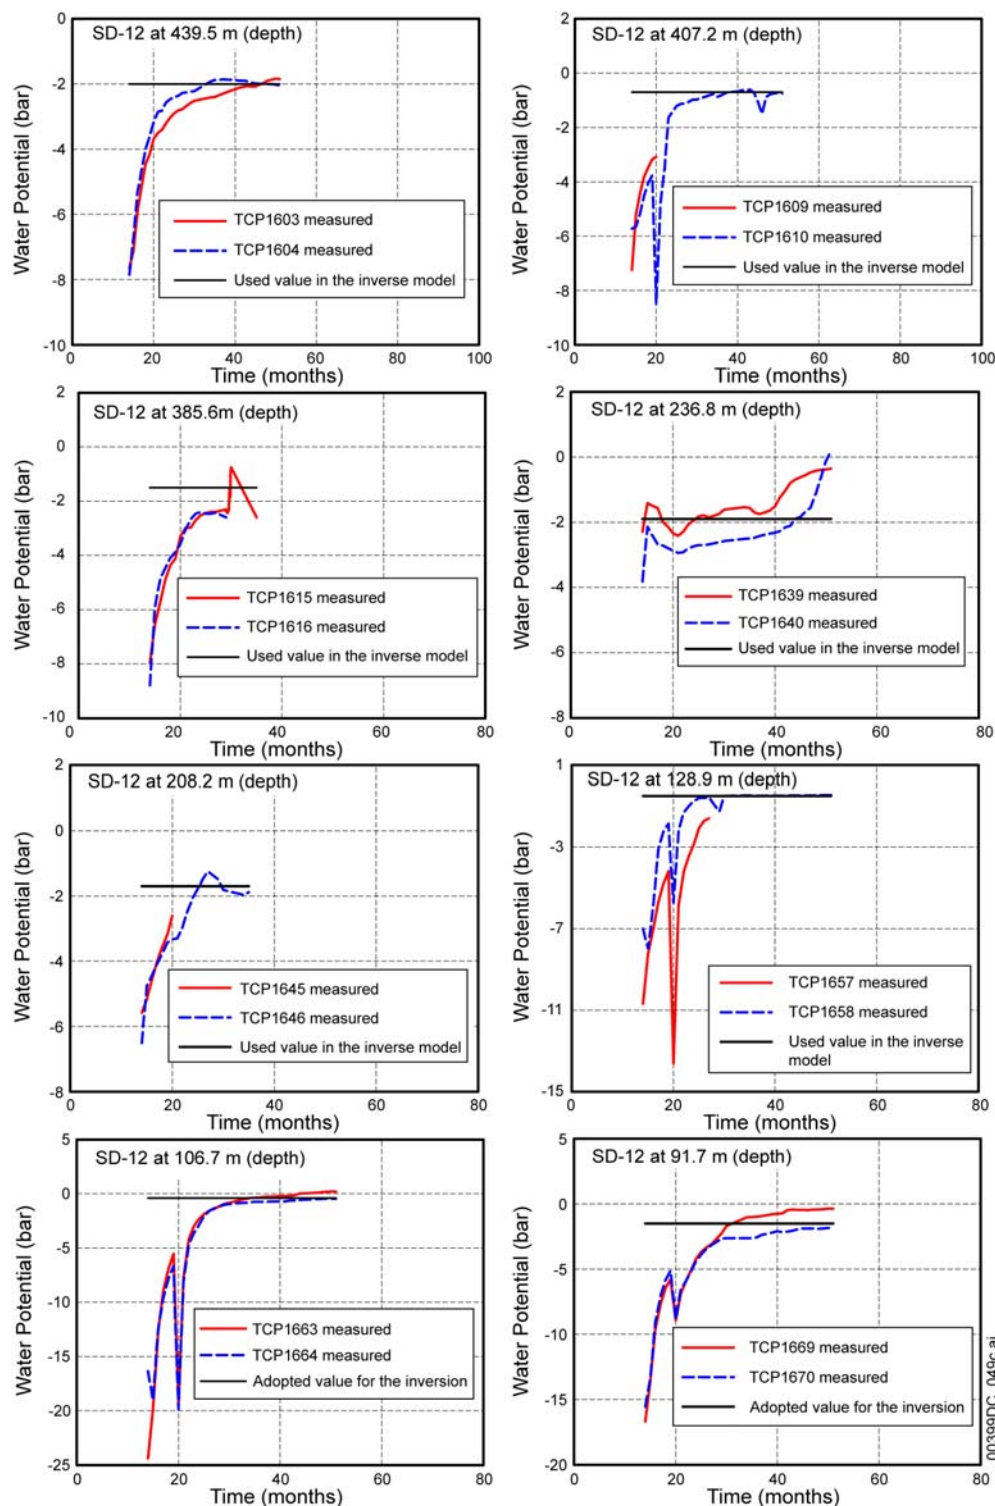 SD-12 at 439.5 m (depth)
Water Potential (bar)
0
-2
-4
-6
-8
-10
TCP1603 measured
TCP1604 measured
Used value in the inverse model
0 20 40 60 80 100
Time (months)
SD-12 at 407.2 m (depth)
Water Potential (bar)
2
0
-2
-4
-6
-8
-10
TCP1609 measured
TCP1610 measured
Used value in the inverse model
0 20 40 60 80 100
Time (months)
SD-12 at 385.6m (depth)
Water Potential (bar)
2
0
-2
-4
-6
-8
-10
TCP1615 measured
TCP1616 measured
Used value in the inverse model
0 20 40 60 80
Time (months)
SD-12 at 236.8 m (depth)
Water Potential (bar)
0
-2
-4
-6
-8
TCP1639 measured
TCP1640 measured
Used value in the inverse model
0 20 40 60 80
Time (months)
SD-12 at 208.2 m (depth)
Water Potential (bar)
2
0
-2
-4
-6
-8
TCP1645 measured
TCP1646 measured
Used value in the inverse model
0 20 40 60 80
Time (months)
SD-12 at 128.9 m (depth)
Water Potential (bar)
1
-3
-7
-11
-15
TCP1657 measured
TCP1658 measured
Used value in the inverse
model
0 20 40 60 80
Time (months)
SD-12 at 106.7 m (depth)
Water Potential (bar)
5
0
-5
-10
-15
-20
-25
TCP1663 measured
TCP1664 measured
Adopted value for the inversion
0 20 40 60 80
Time (months)
SD-12 at 91.7 m (depth)
Water Potential (bar)
5
0
-5
-10
-15
-20
TCP1669 measured
TCP1670 measured
Adopted value for the inversion
0 20 40 60 80
Time (months)
00399DC_049c.ai